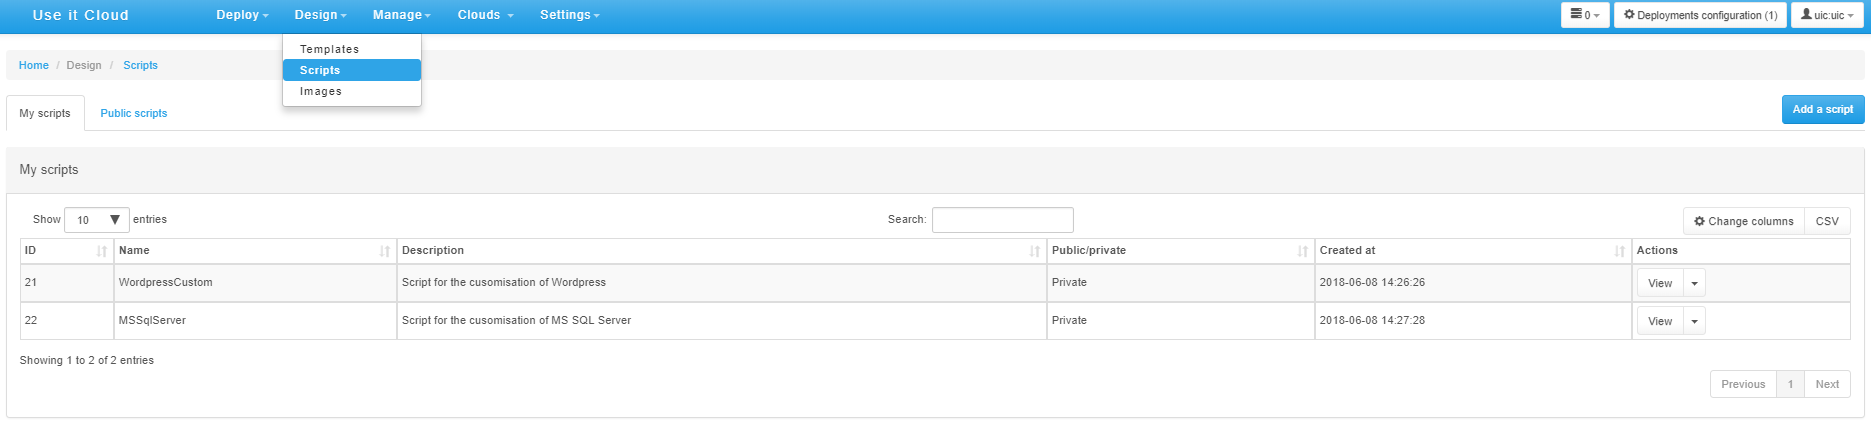 Use it Cloud Deploy Design Manage Clouds Settings 0 Deployments configuration (1) uic:uic
Templates
Scripts
Images
Home / Design / Scripts
My scripts Public scripts Add a script
My scripts
Show 10 entries Search: Change columns CSV
ID Name Description Public/private Created at Actions
21 WordpressCustom Script for the cusomisation of Wordpress Private 2018-06-08 14:26:26 View
22 MSSqlServer Script for the cusomisation of MS SQL Server Private 2018-06-08 14:27:28 View
Showing 1 to 2 of 2 entries
Previous 1 Next